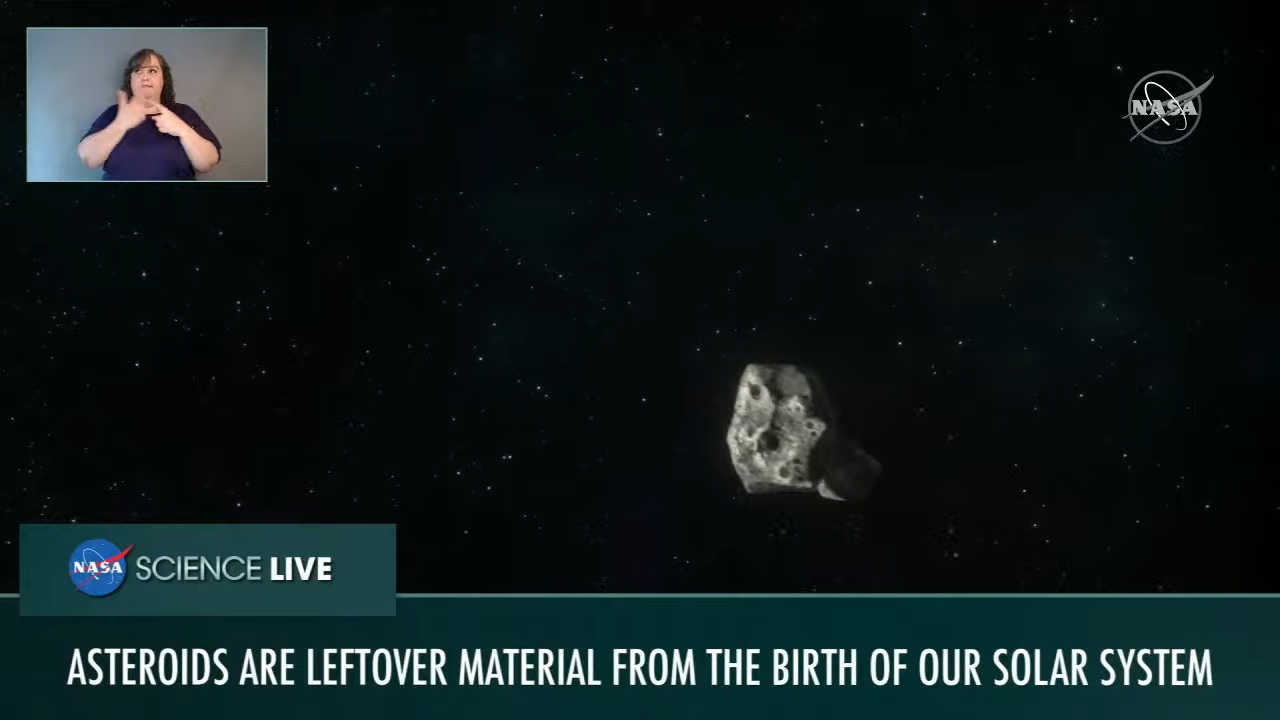 NASA
NASA SCIENCE LIVE
ASTEROIDS ARE LEFTOVER MATERIAL FROM THE BIRTH OF OUR SOLAR SYSTEM